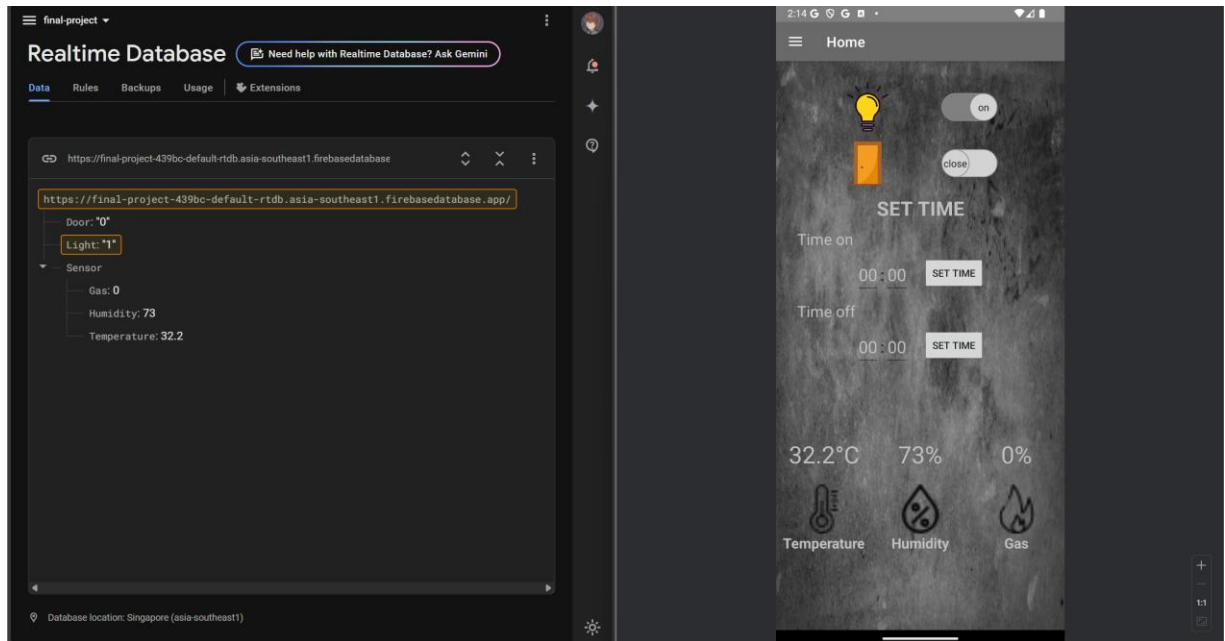 final-project
Realtime Database
Need help with Realtime Database? Ask Gemini
Data Rules Backups Usage Extensions
https://final-project-439bc-default-rtdb.asia-southeast1.firebasedatabase
https://final-project-439bc-default-rtdb.asia-southeast1.firebasedatabase.app/
Door: "0"
Light: "1"
Sensor
Gas: 0
Humidity: 73
Temperature: 32.2
Database location: Singapore (asia-southeast1)
2:14 G G
Home
on
close
SET TIME
Time on
00 : 00 SET TIME
Time off
00 : 00 SET TIME
32.2°C 73% 0%
Temperature Humidity Gas
1:1